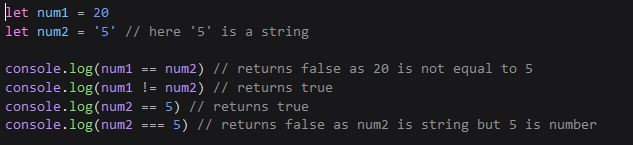 let num1 = 20
let num2 = '5' // here '5' is a string
console.log(num1 == num2) // returns false as 20 is not equal to 5
console.log(num1 != num2) // returns true
console.log(num2 == 5) // returns true
console.log(num2 === 5) // returns false as num2 is string but 5 is number